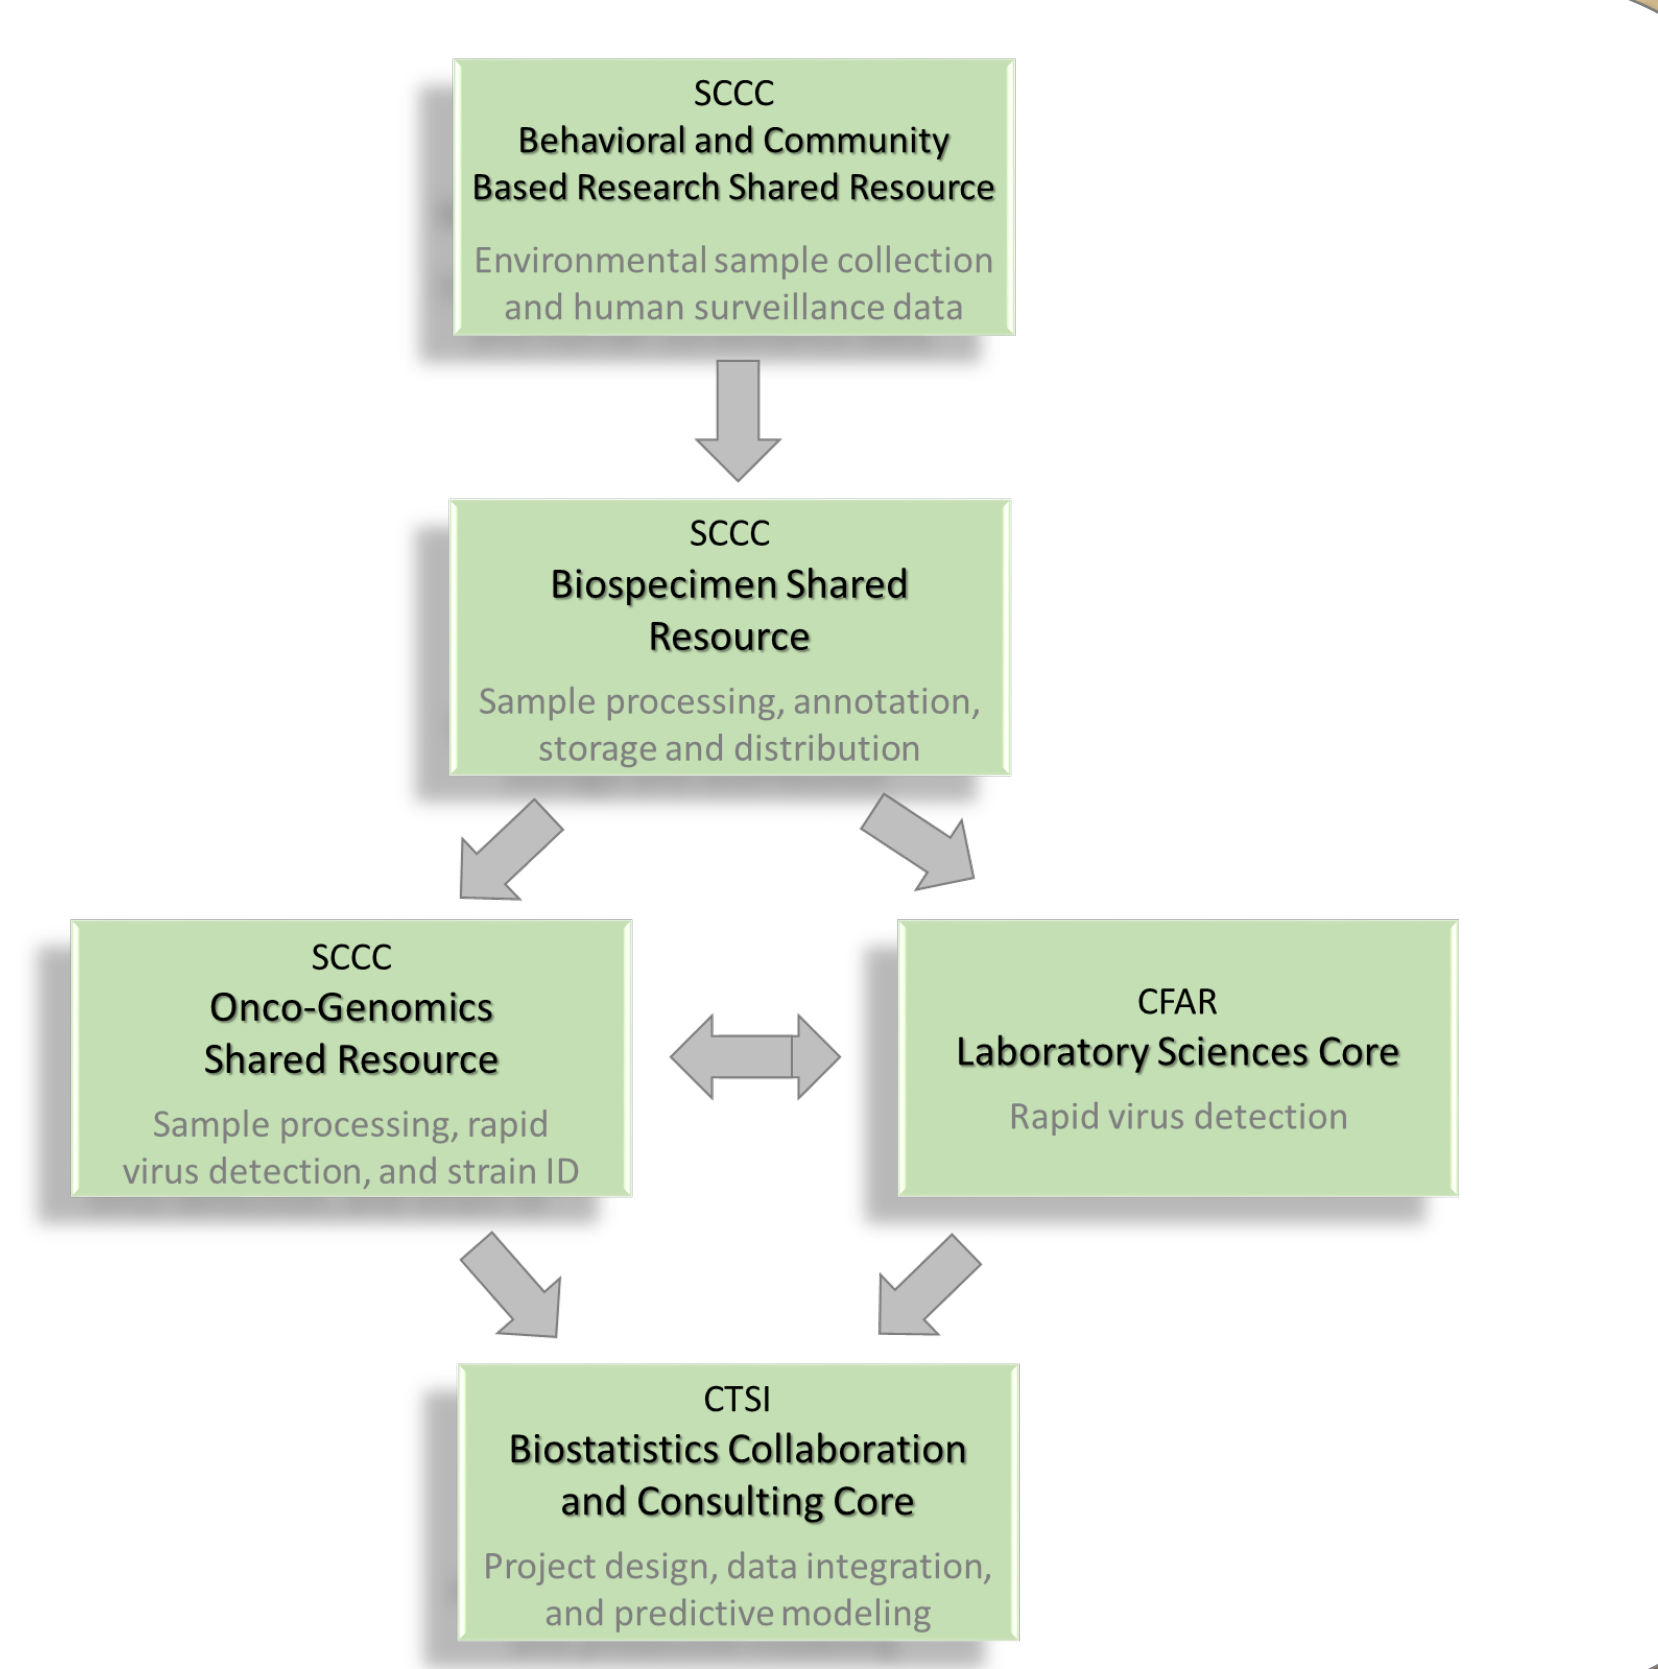 SCCC
Behavioral and Community
Based Research Shared Resource
Environmental sample collection
and human surveillance data
SCCC
Biospecimen Shared
Resource
Sample processing, annotation,
storage and distribution
SCCC
Onco-Genomics
Shared Resource
Sample processing, rapid
virus detection, and strain ID
CFAR
Laboratory Sciences Core
Rapid virus detection
CTSI
Biostatistics Collaboration
and Consulting Core
Project design, data integration,
and predictive modeling